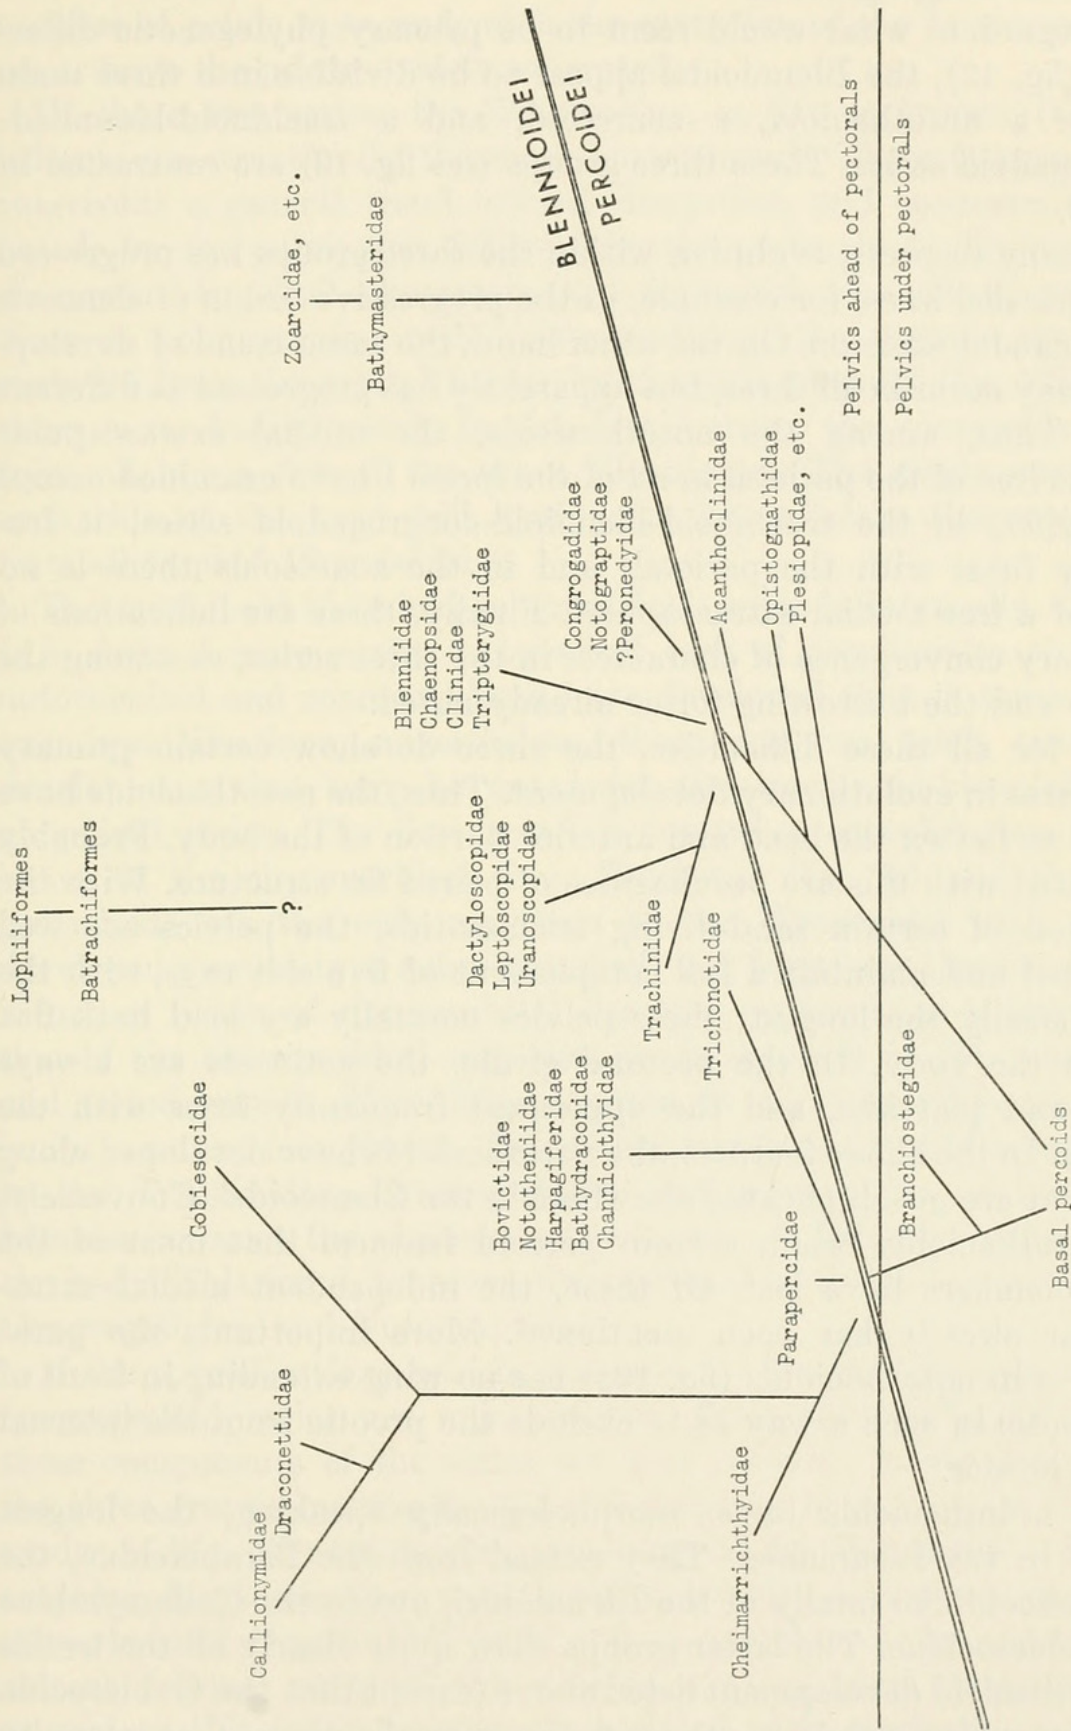 Lophiiformes
Batrachiformes
?
Zoarcidae, etc.
Bathymasteridae
Gobiesocidae
Callionymidae
Draconettidae
Blenniidae
Chaenopsidae
Clinidae
Tripterygiidae
Dactyloscopidae
Leptoscopidae
Uranoscopidae
Bovictidae
Nototheniidae
Harpagiferidae
Bathydraconidae
Channichthyidae
Congrogadidae
Notograptidae
?Peronedyidae
BLENNIOIDEI
PERCOIDEI
Trachinidae
Trichonotidae
Parapercidae
Cheimarrichthyidae
Acanthoclinidae
Opistognathidae
Plesiopidae, etc.
Pelvics ahead of pectorals
Pelvics under pectorals
Branchiostegidae
Basal percoids